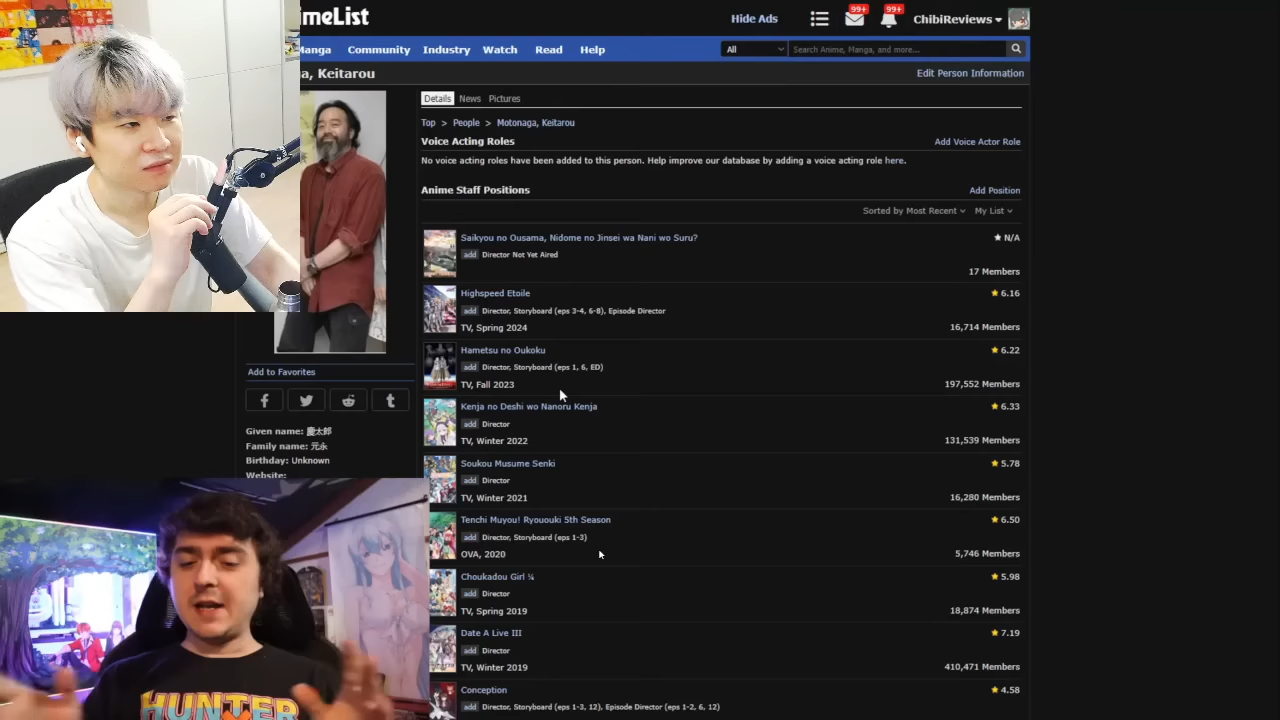 imeList
Hide Ads
99+
99+
ChibiReviews
Manga Community Industry Watch Read Help
All
Search Anime, Manga, and more...
a, Keitarou
Edit Person Information
Details News Pictures
Top > People > Motonaga, Keitarou
Voice Acting Roles
Add Voice Actor Role
No voice acting roles have been added to this person. Help improve our database by adding a voice acting role here.
Anime Staff Positions
Add Position
Sorted by Most Recent My List
Saikyou no Ousama, Nidome no Jinsei wa Nani wo Suru?
N/A
add Director Not Yet Aired
17 Members
Highspeed Etoile
6.16
add Director, Storyboard (eps 3-4, 6-8), Episode Director
TV, Spring 2024
16,714 Members
Hametsu no Oukoku
6.22
add Director, Storyboard (eps 1, 6, ED)
TV, Fall 2023
197,552 Members
Kenja no Deshi wo Nanoru Kenja
6.33
add Director
TV, Winter 2022
131,539 Members
Soukou Musume Senki
5.78
add Director
TV, Winter 2021
16,280 Members
Tenchi Muyou! Ryououki 5th Season
6.50
add Director, Storyboard (eps 1-3)
OVA, 2020
5,746 Members
Choukadou Girl ¼
5.98
add Director
TV, Spring 2019
18,874 Members
Date A Live III
7.19
add Director
TV, Winter 2019
410,471 Members
Conception
4.58
add Director, Storyboard (eps 1-3, 12), Episode Director (eps 1-2, 6, 12)
Add to Favorites
Given name: 慶太郎
Family name: 元永
Birthday: Unknown
Website:
HUNTER